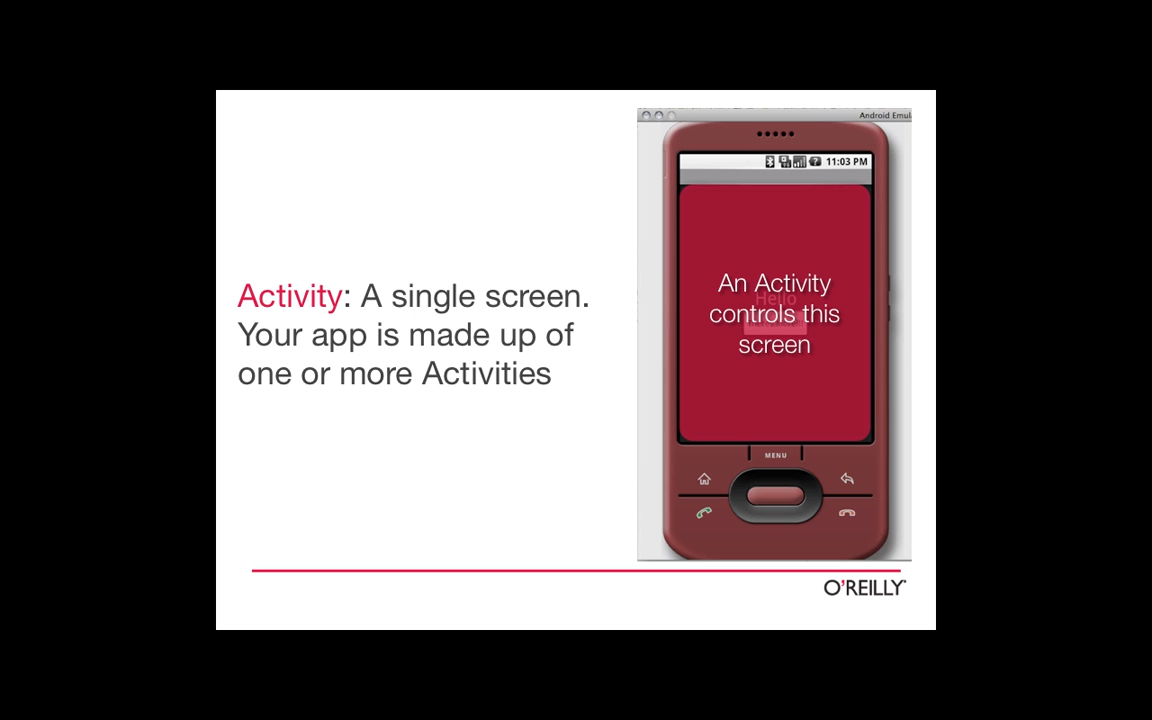 Android Emul
11:03 PM
Activity: A single screen.
Your app is made up of
one or more Activities
An Activity
Hello
controls this
screen
MENU
O'REILLY